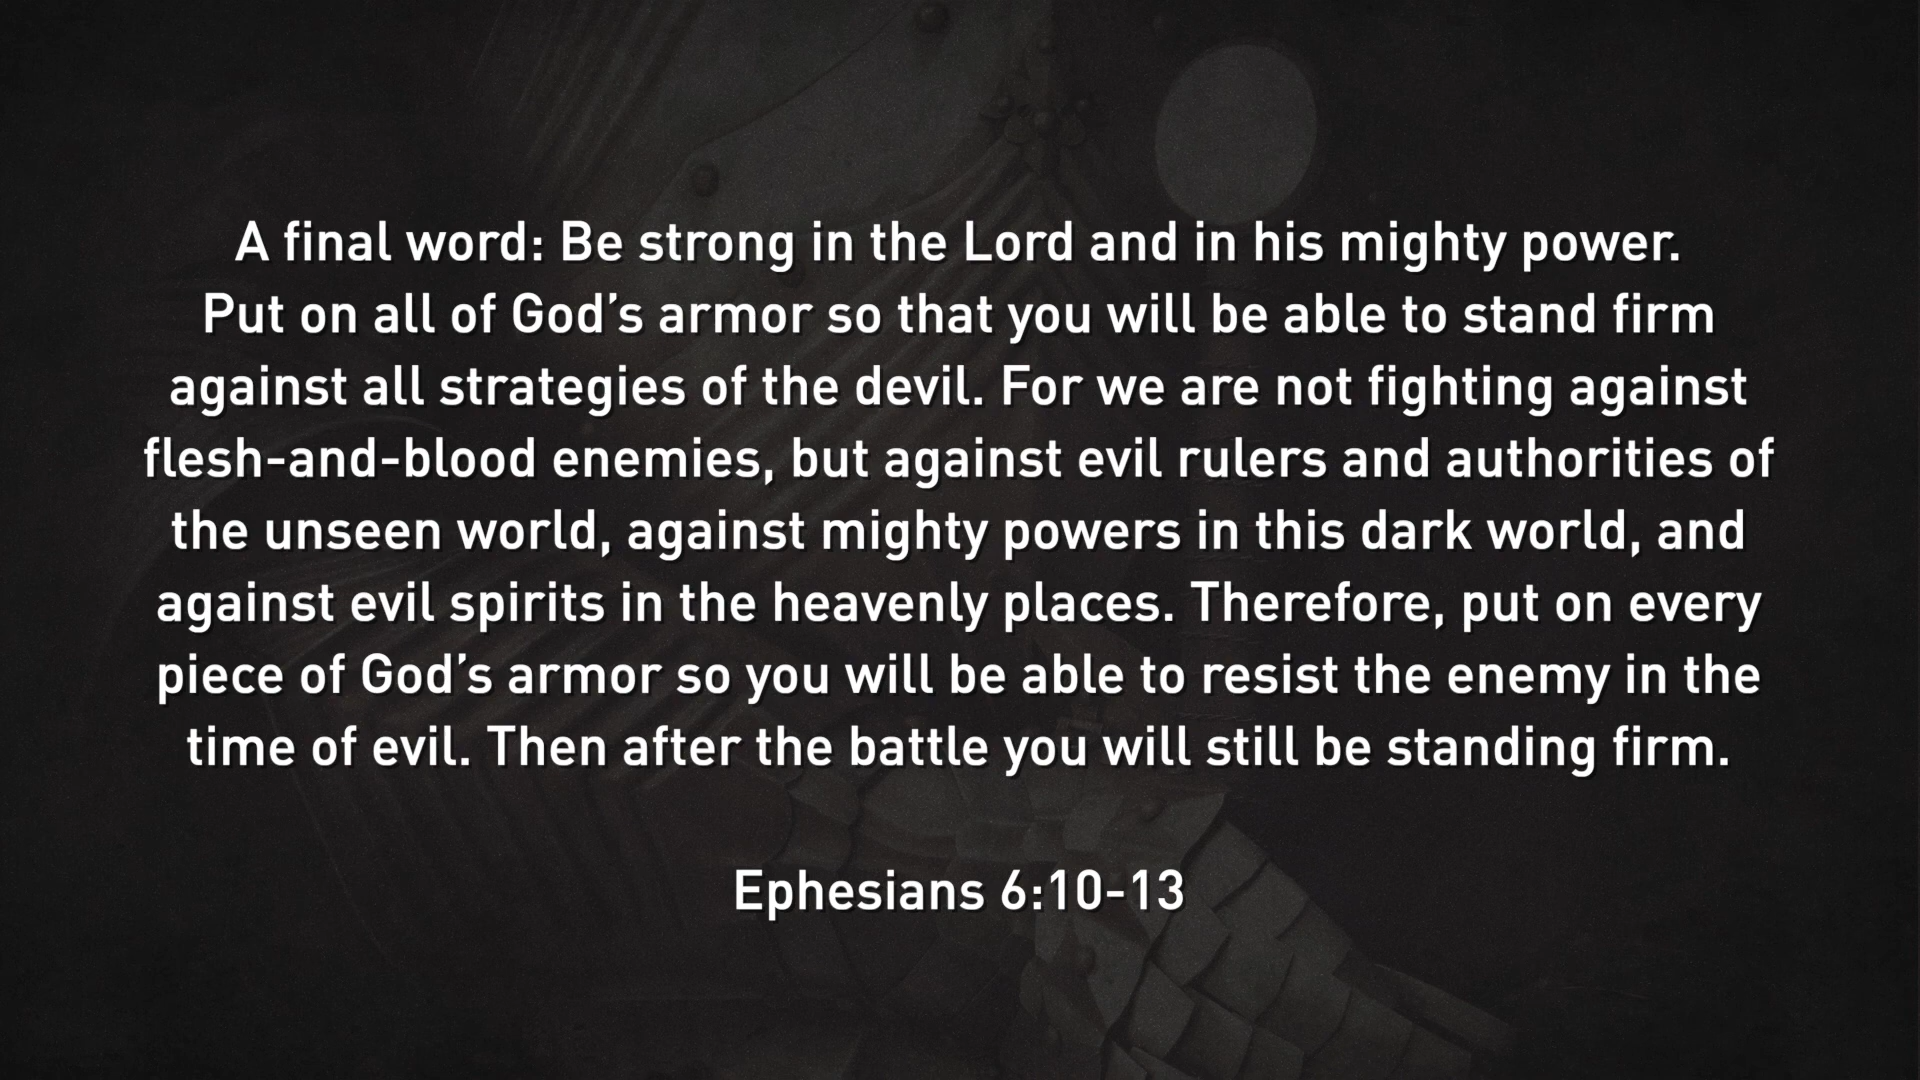 A final word: Be strong in the Lord and in his mighty power.
Put on all of God’s armor so that you will be able to stand firm
against all strategies of the devil. For we are not fighting against
flesh-and-blood enemies, but against evil rulers and authorities of
the unseen world, against mighty powers in this dark world, and
against evil spirits in the heavenly places. Therefore, put on every
piece of God’s armor so you will be able to resist the enemy in the
time of evil. Then after the battle you will still be standing firm.
Ephesians 6:10-13